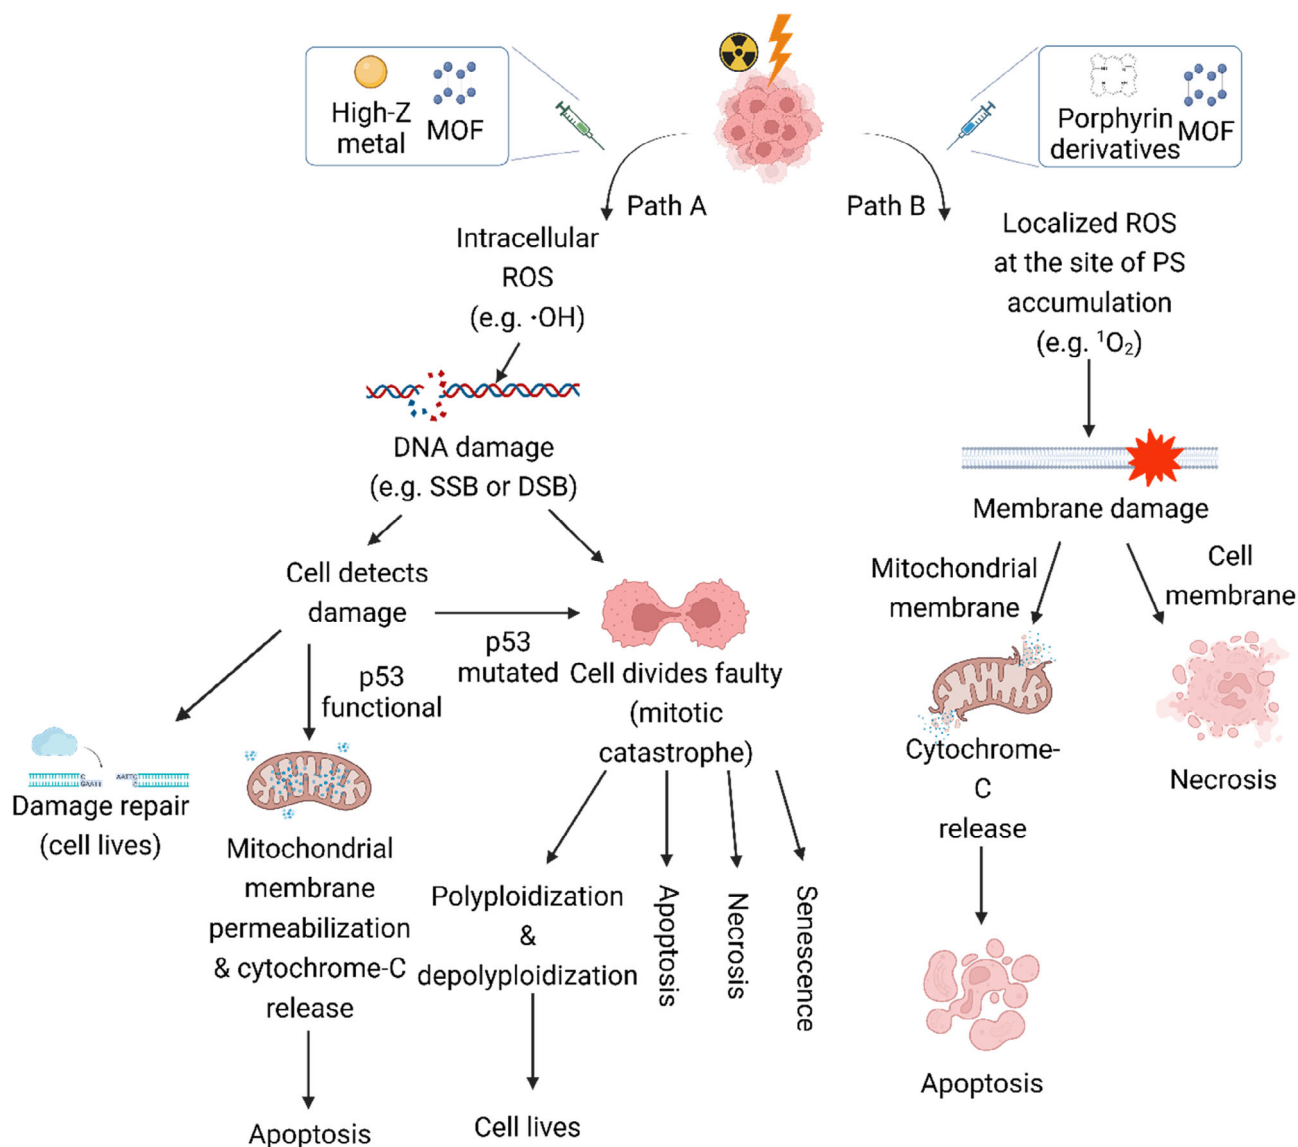 High-Z
metal
MOF
Porphyrin
derivatives
MOF
Path A
Path B
Intracellular
ROS
(e.g. ·OH)
Localized ROS
at the site of PS
accumulation
(e.g. ¹O₂)
DNA damage
(e.g. SSB or DSB)
Membrane damage
Cell detects
damage
p53
mutated
p53
functional
Cell divides faulty
(mitotic
catastrophe)
Mitochondrial
membrane
Cell
membrane
C
GAATT
AATTC
C
Damage repair
(cell lives)
Mitochondrial
membrane
permeabilization
& cytochrome-C
release
Apoptosis
Polyploidization
&
depolyploidization
Cell lives
Apoptosis
Necrosis
Senescence
Cytochrome-
C
release
Apoptosis
Necrosis